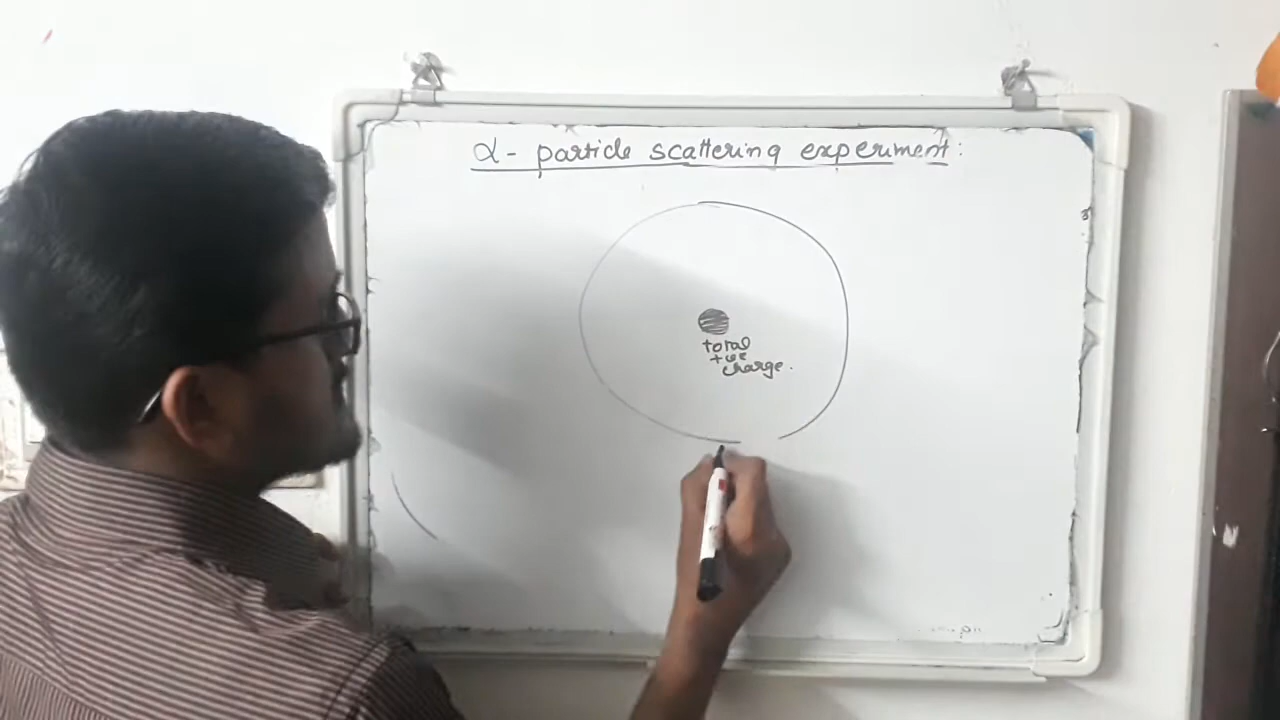 α - particle scattering experiment:
total
+ve
charge.